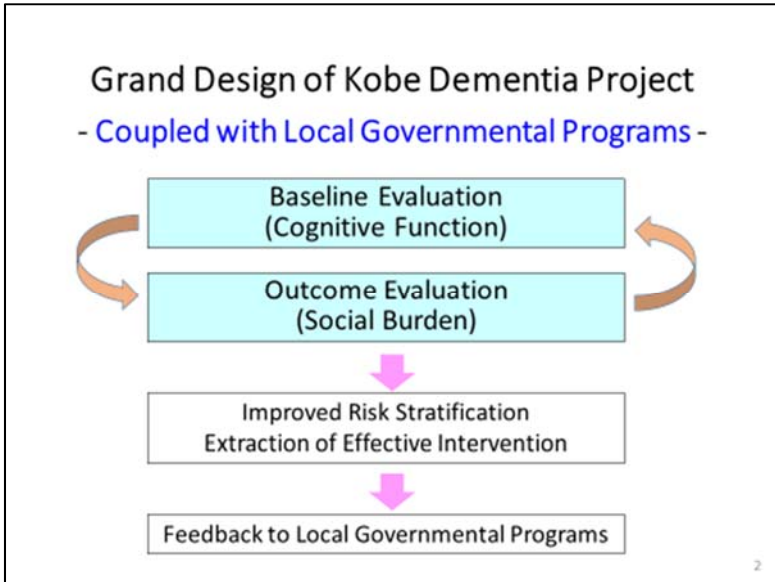 Grand Design of Kobe Dementia Project
- Coupled with Local Governmental Programs -
Baseline Evaluation
(Cognitive Function)
Outcome Evaluation
(Social Burden)
Improved Risk Stratification
Extraction of Effective Intervention
Feedback to Local Governmental Programs
2